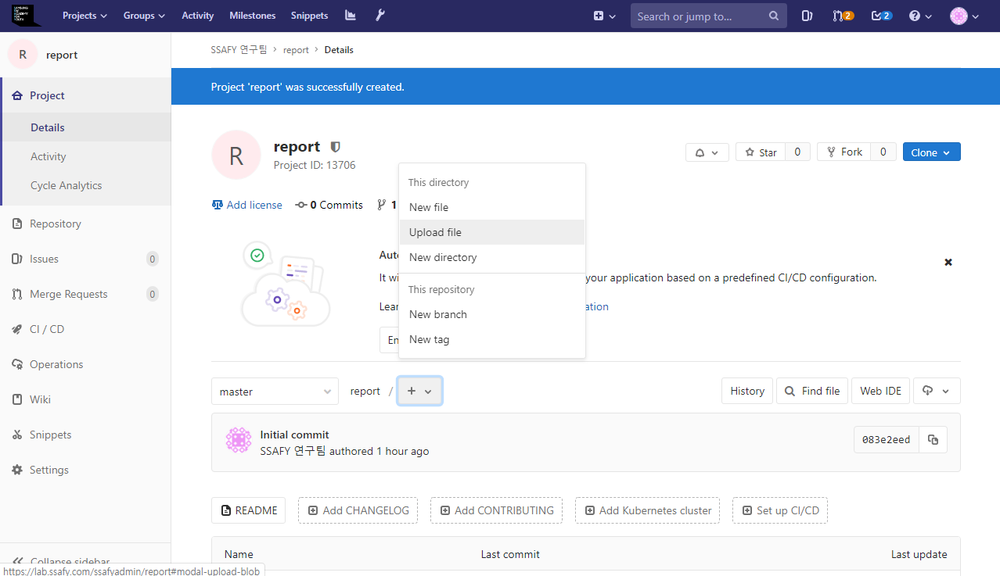 SAMSUNG
SW ACADEMY
FOR
YOUTH
Projects Groups Activity Milestones Snippets Search or jump to... 2 2
R report
SSAFY 연구팀 > report > Details
Project 'report' was successfully created.
Project
Details
Activity
Cycle Analytics
Repository
Issues 0
Merge Requests 0
CI / CD
Operations
Wiki
Snippets
Settings
Collapse sidebar
https://lab.ssafy.com/ssafyadmin/report#modal-upload-blob
R
report
Project ID: 13706
Star 0 Fork 0 Clone
Add license 0 Commits 1
This directory
New file
Upload file
New directory
This repository
New branch
New tag
Auto
It wi your application based on a predefined CI/CD configuration.
Lear ation
En
master report / + History Find file Web IDE
Initial commit
SSAFY 연구팀 authored 1 hour ago
083e2eed
README Add CHANGELOG Add CONTRIBUTING Add Kubernetes cluster Set up CI/CD
Name Last commit Last update